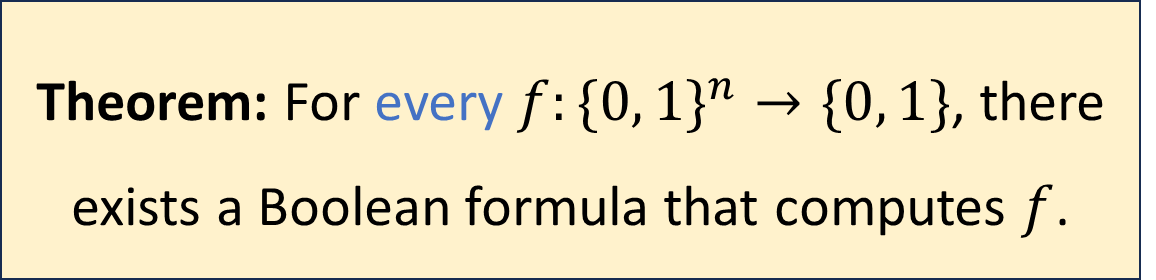 Theorem: For every 𝑓: {0, 1}ⁿ → {0, 1}, there
exists a Boolean formula that computes 𝑓.